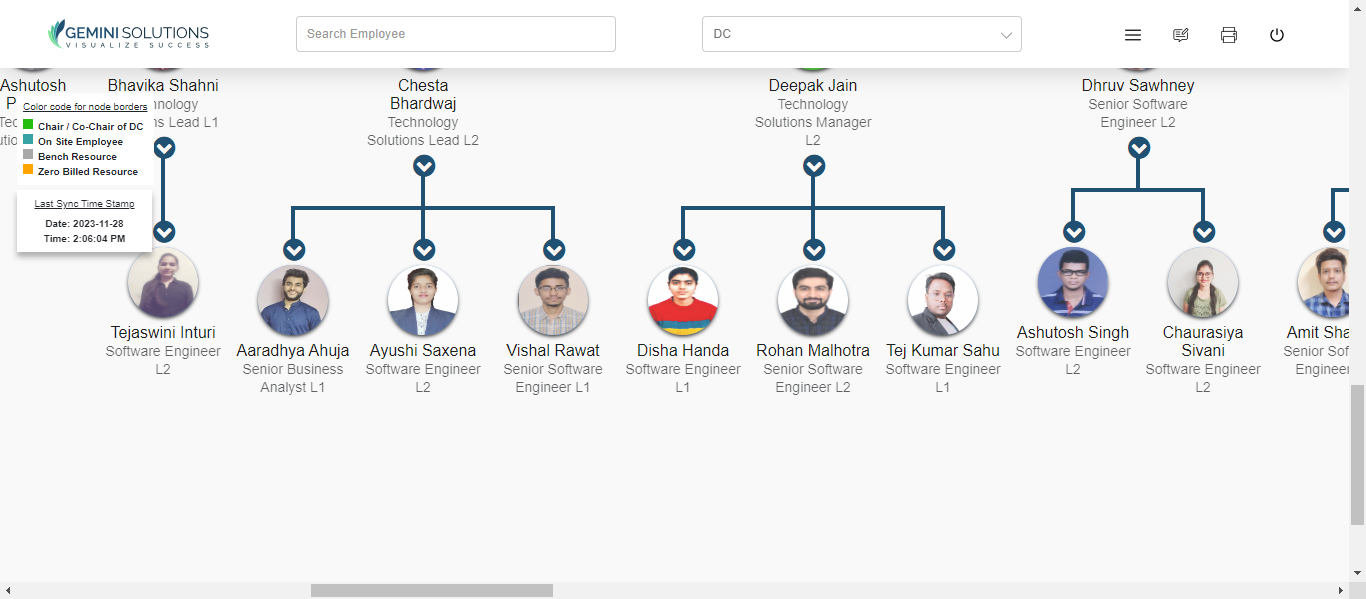 GEMINI SOLUTIONS
VISUALIZE SUCCESS
Search Employee
DC
Ashutosh
P
Color code for node borders
Chair / Co-Chair of DC
On Site Employee
Bench Resource
Zero Billed Resource
Last Sync Time Stamp
Date: 2023-11-28
Time: 2:06:04 PM
Bhavika Shahni
nology
ns Lead L1
Chesta
Bhardwaj
Technology
Solutions Lead L2
Deepak Jain
Technology
Solutions Manager
L2
Dhruv Sawhney
Senior Software
Engineer L2
Tejaswini Inturi
Software Engineer
L2
Aaradhya Ahuja
Senior Business
Analyst L1
Ayushi Saxena
Software Engineer
L2
Vishal Rawat
Senior Software
Engineer L1
Disha Handa
Software Engineer
L1
Rohan Malhotra
Senior Software
Engineer L2
Tej Kumar Sahu
Software Engineer
L1
Ashutosh Singh
Software Engineer
L2
Chaurasiya
Sivani
Software Engineer
L2
Amit Sha
Senior Sof
Enginee